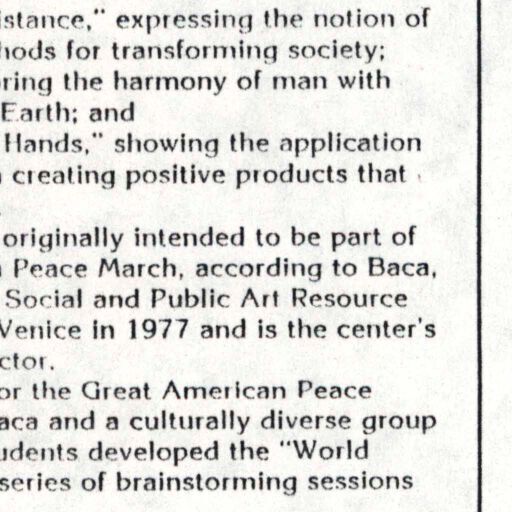 istance," expressing the notion of
hods for transforming society;
ring the harmony of man with
Earth; and
Hands," showing the application
creating positive products that
originally intended to be part of
Peace March, according to Baca,
Social and Public Art Resource
Venice in 1977 and is the center's
ctor.
or the Great American Peace
aca and a culturally diverse group
udents developed the "World
series of brainstorming sessions